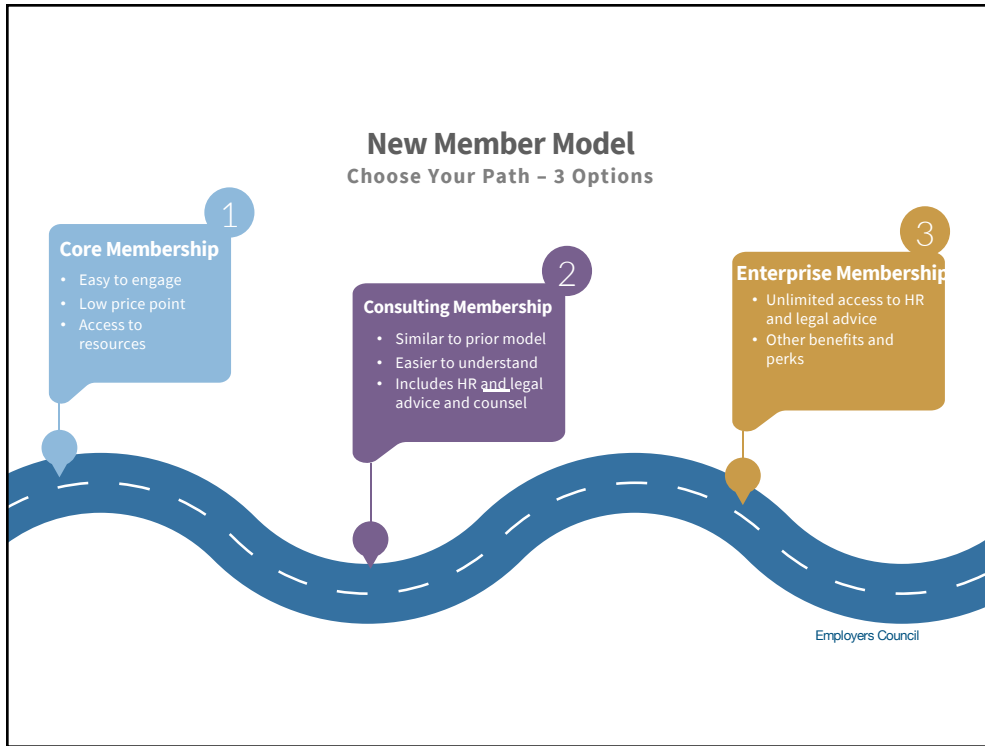 New Member Model
Choose Your Path – 3 Options
1
Core Membership
• Easy to engage
• Low price point
• Access to
resources
2
Consulting Membership
• Similar to prior model
• Easier to understand
• Includes HR and legal
advice and counsel
3
Enterprise Membership
• Unlimited access to HR
and legal advice
• Other benefits and
perks
Employers Council